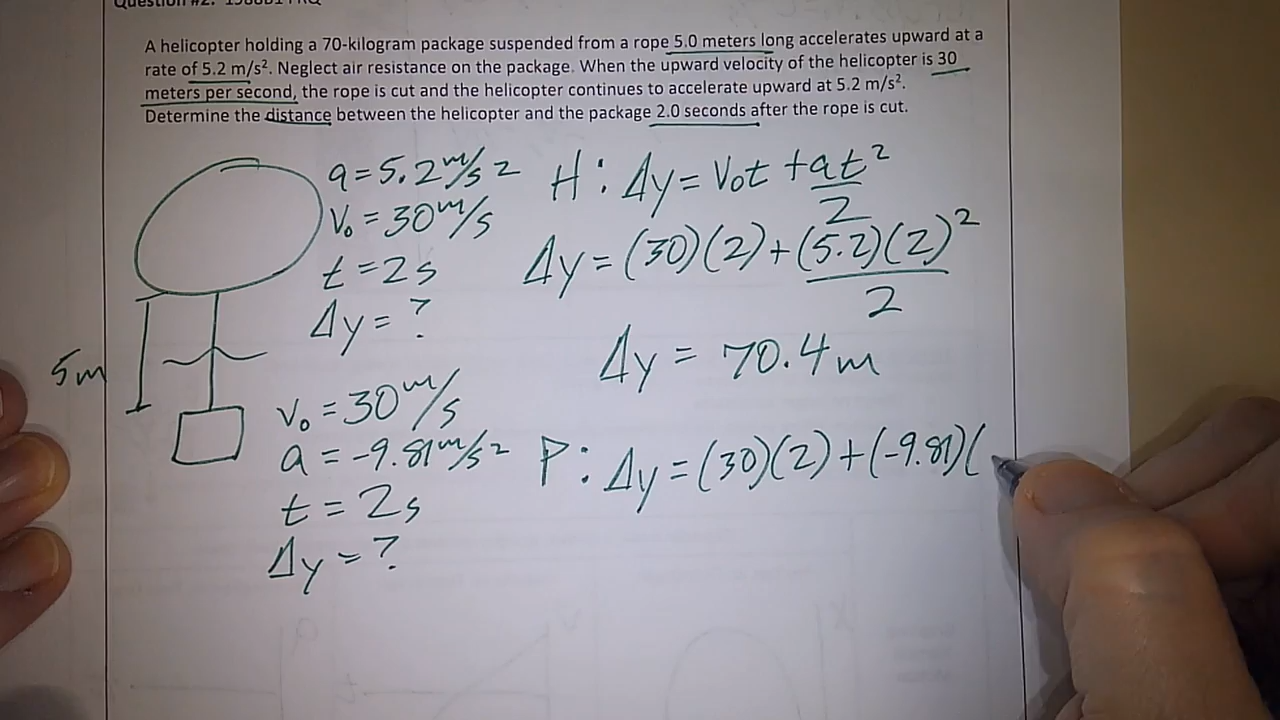 Question #2: 1988B1 FRQ
A helicopter holding a 70-kilogram package suspended from a rope 5.0 meters long accelerates upward at a
rate of 5.2 m/s². Neglect air resistance on the package. When the upward velocity of the helicopter is 30
meters per second, the rope is cut and the helicopter continues to accelerate upward at 5.2 m/s².
Determine the distance between the helicopter and the package 2.0 seconds after the rope is cut.
a = 5.2 m/s²
V₀ = 30 m/s
t = 2s
Δy = ?
H : Δy = V₀t + at²/2
Δy = (30)(2) + (5.2)(2)²/2
Δy = 70.4 m
5m
V₀ = 30 m/s
a = -9.81 m/s²
t = 2s
Δy = ?
P : Δy = (30)(2) + (-9.81)(